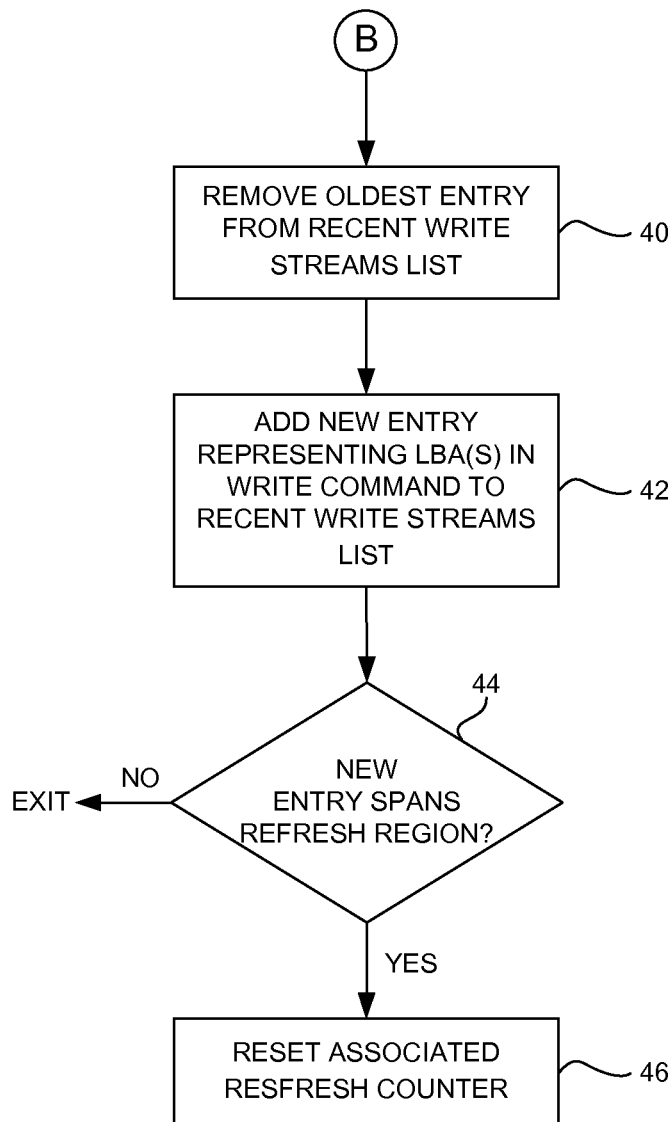 B
REMOVE OLDEST ENTRY
FROM RECENT WRITE
STREAMS LIST
40
ADD NEW ENTRY
REPRESENTING LBA(S) IN
WRITE COMMAND TO
RECENT WRITE STREAMS
LIST
42
44
NEW
ENTRY SPANS
REFRESH REGION?
NO
EXIT
YES
RESET ASSOCIATED
RESFRESH COUNTER
46